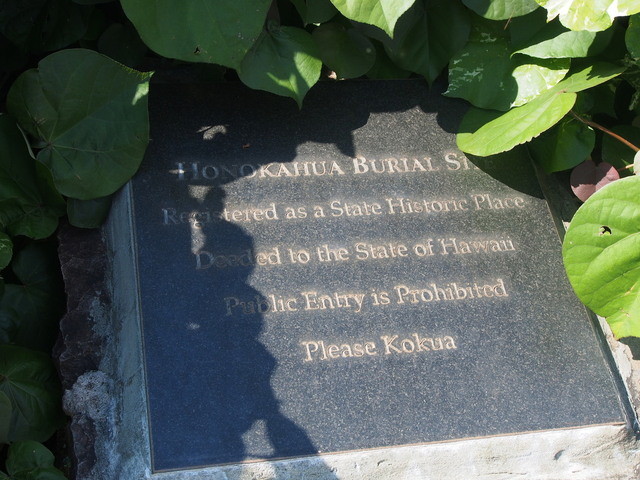 HONOKAHUA BURIAL SITE
Registered as a State Historic Place
Deeded to the State of Hawaii
Public Entry is Prohibited
Please Kokua